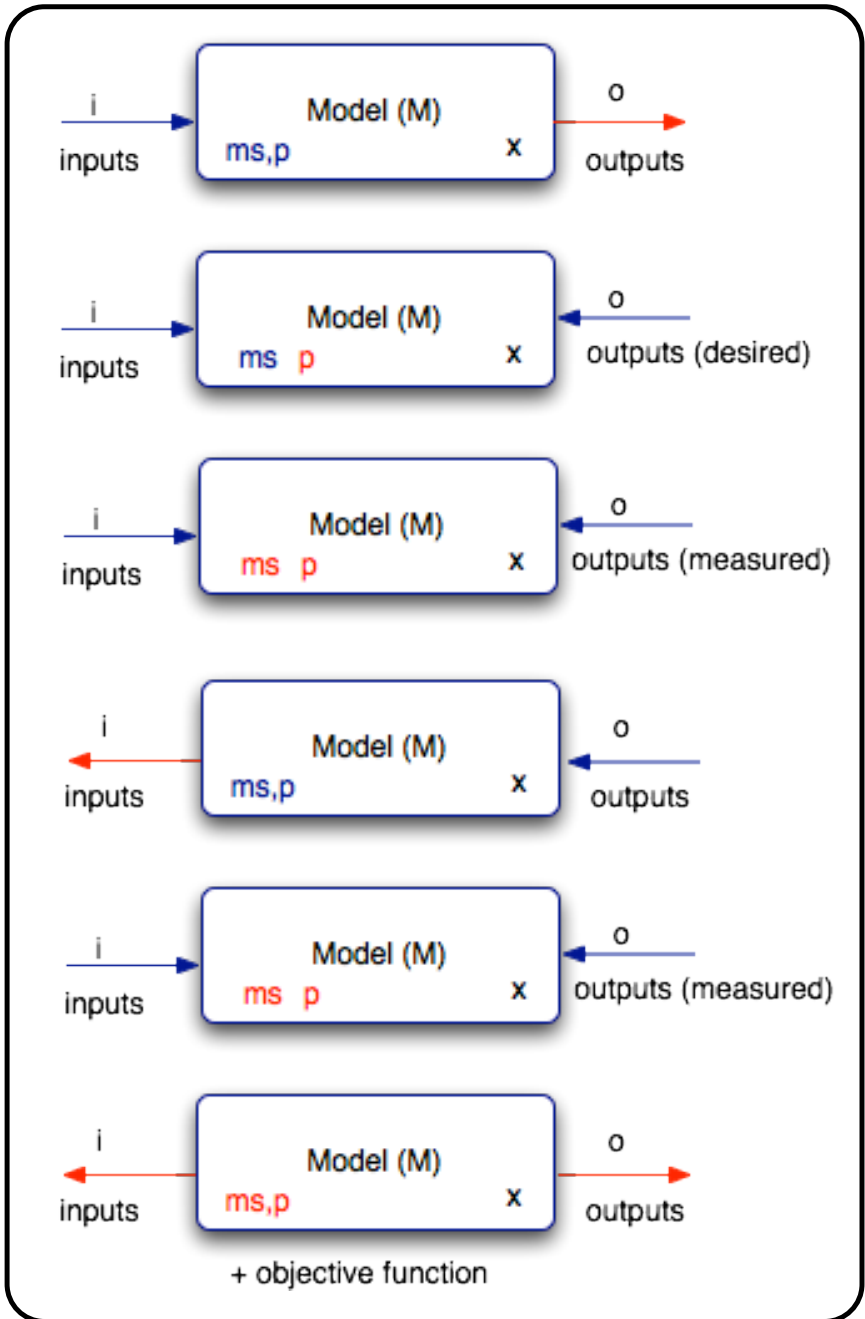 i o
Model (M)
ms,p x
inputs outputs
i o
Model (M)
ms p x
inputs outputs (desired)
i o
Model (M)
ms p x
inputs outputs (measured)
i o
Model (M)
ms,p x
inputs outputs
i o
Model (M)
ms p x
inputs outputs (measured)
i o
Model (M)
ms,p x
inputs outputs
+ objective function